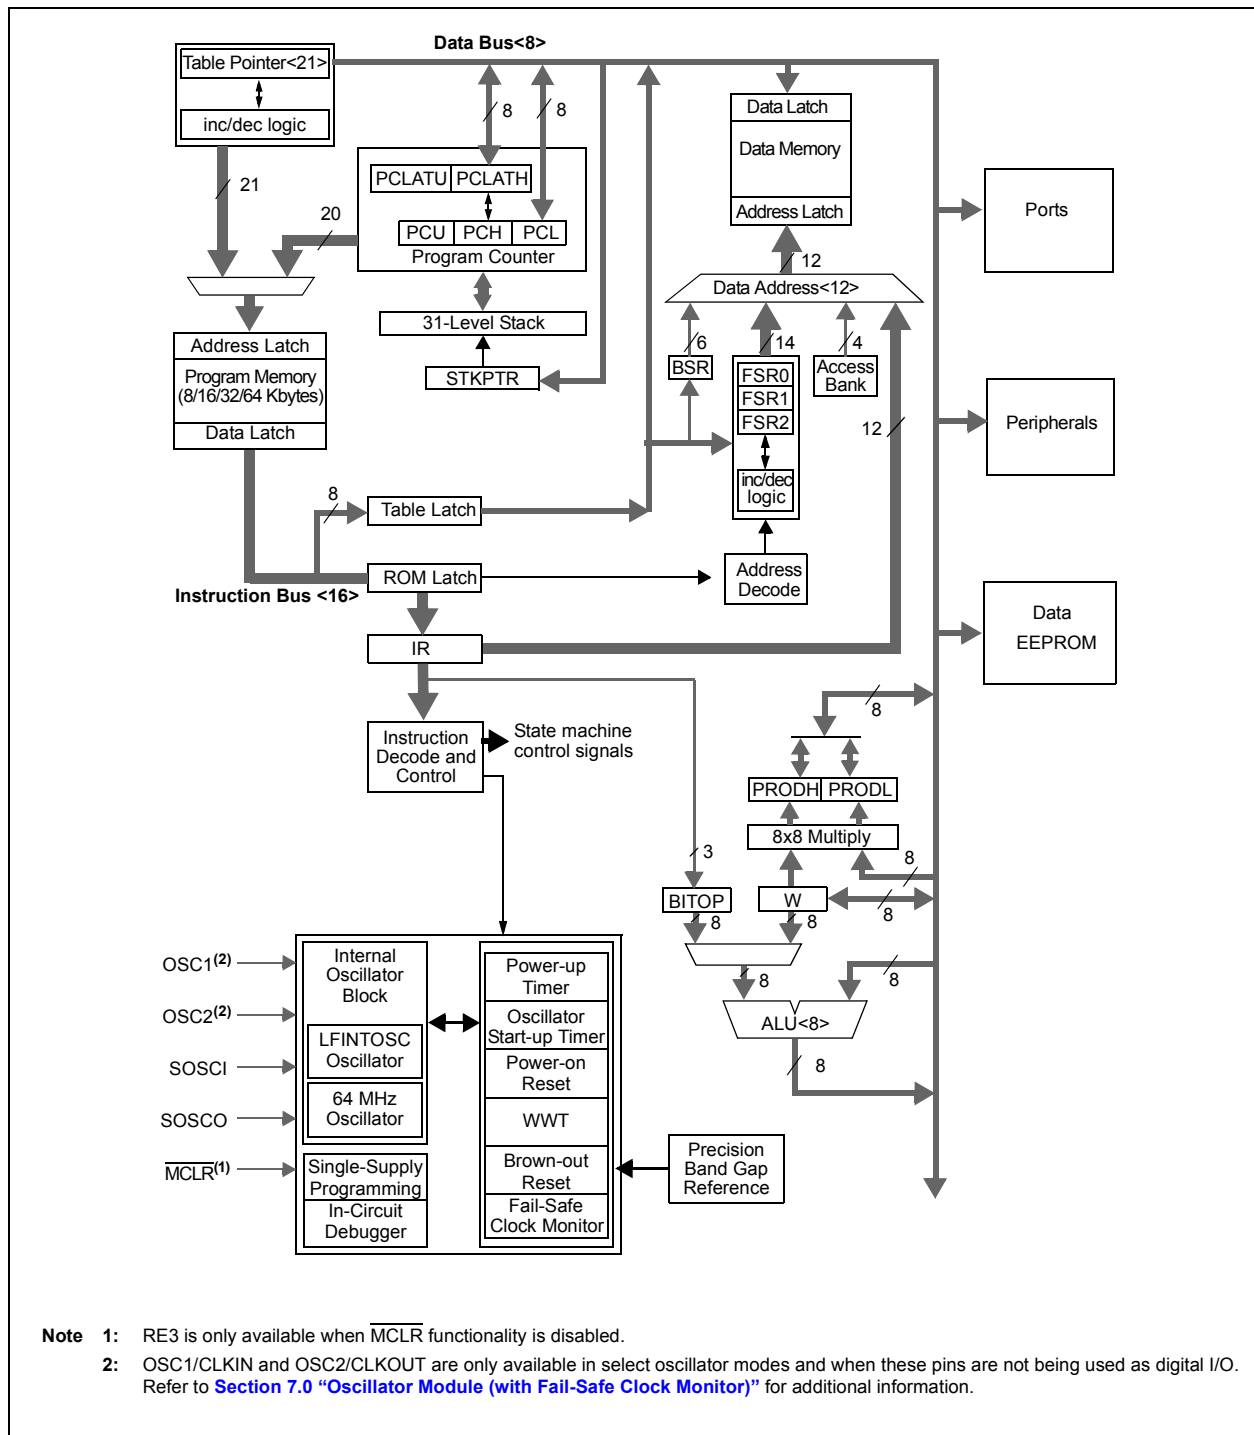 Data Bus<8>
Table Pointer<21>
inc/dec logic
21
20
8
8
PCLATU
PCLATH
PCU
PCH
PCL
Program Counter
31-Level Stack
STKPTR
Address Latch
Program Memory
(8/16/32/64 Kbytes)
Data Latch
8
Table Latch
ROM Latch
Instruction Bus <16>
IR
Instruction
Decode and
Control
State machine
control signals
Data Latch
Data Memory
Address Latch
12
Data Address<12>
6
14
4
BSR
FSR0
FSR1
FSR2
inc/dec
logic
Access
Bank
12
Address
Decode
Ports
Peripherals
Data
EEPROM
8
PRODH
PRODL
8x8 Multiply
8
3
BITOP
W
8
8
8
8
8
ALU<8>
8
OSC1(2)
OSC2(2)
SOSCI
SOSCO
MCLR(1)
Internal
Oscillator
Block
LFINTOSC
Oscillator
64 MHz
Oscillator
Single-Supply
Programming
In-Circuit
Debugger
Power-up
Timer
Oscillator
Start-up Timer
Power-on
Reset
WWT
Brown-out
Reset
Fail-Safe
Clock Monitor
Precision
Band Gap
Reference
Note 1: RE3 is only available when MCLR functionality is disabled.
2: OSC1/CLKIN and OSC2/CLKOUT are only available in select oscillator modes and when these pins are not being used as digital I/O.
Refer to Section 7.0 “Oscillator Module (with Fail-Safe Clock Monitor)” for additional information.